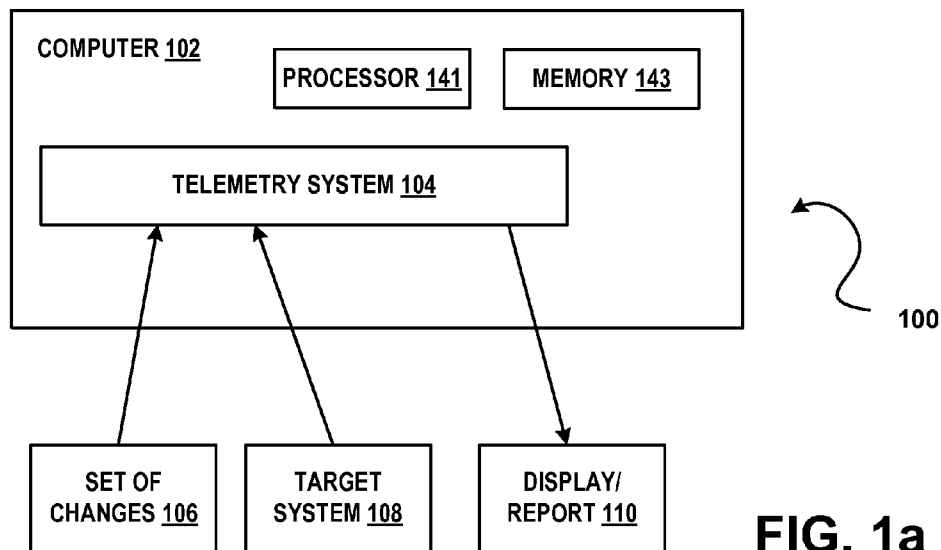 COMPUTER 102
PROCESSOR 141
MEMORY 143
TELEMETRY SYSTEM 104
100
SET OF
CHANGES 106
TARGET
SYSTEM 108
DISPLAY/
REPORT 110
FIG. 1a